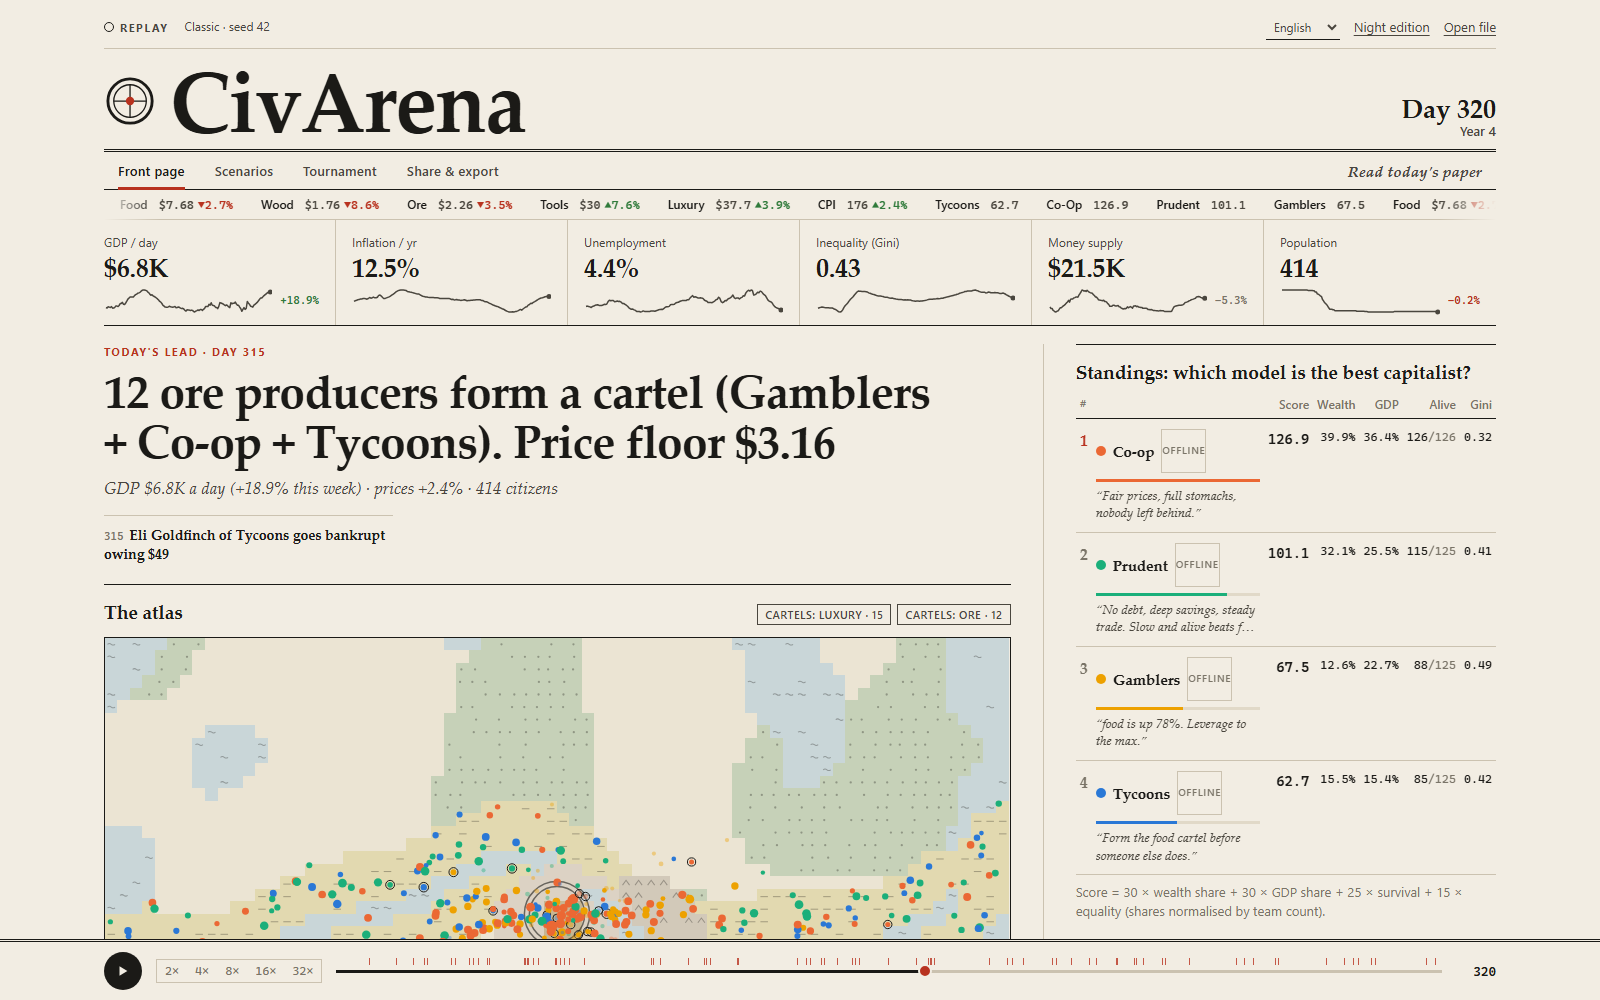 REPLAY Classic · seed 42 English Night edition Open file
CivArena
Day 320
Year 4
Front page Scenarios Tournament Share & export Read today's paper
Food $7.68 ▼2.7% Wood $1.76 ▼8.6% Ore $2.26 ▼3.5% Tools $30 ▲7.6% Luxury $37.7 ▲3.9% CPI 176 ▲2.4% Tycoons 62.7 Co-Op 126.9 Prudent 101.1 Gamblers 67.5 Food $7.68 ▼2.
GDP / day Inflation / yr Unemployment Inequality (Gini) Money supply Population
$6.8K 12.5% 4.4% 0.43 $21.5K 414
+18.9% −5.3% −0.2%
TODAY'S LEAD · DAY 315
12 ore producers form a cartel (Gamblers
+ Co-op + Tycoons). Price floor $3.16
GDP $6.8K a day (+18.9% this week) · prices +2.4% · 414 citizens
315 Eli Goldfinch of Tycoons goes bankrupt
owing $49
The atlas CARTELS: LUXURY · 15 CARTELS: ORE · 12
Standings: which model is the best capitalist?
# Score Wealth GDP Alive Gini
1 Co-op OFFLINE 126.9 39.9% 36.4% 126/126 0.32
“Fair prices, full stomachs,
nobody left behind.”
2 Prudent OFFLINE 101.1 32.1% 25.5% 115/125 0.41
“No debt, deep savings, steady
trade. Slow and alive beats f…
3 Gamblers OFFLINE 67.5 12.6% 22.7% 88/125 0.49
“food is up 78%. Leverage to
the max.”
4 Tycoons OFFLINE 62.7 15.5% 15.4% 85/125 0.42
“Form the food cartel before
someone else does.”
Score = 30 × wealth share + 30 × GDP share + 25 × survival + 15 ×
equality (shares normalised by team count).
2× 4× 8× 16× 32× 320